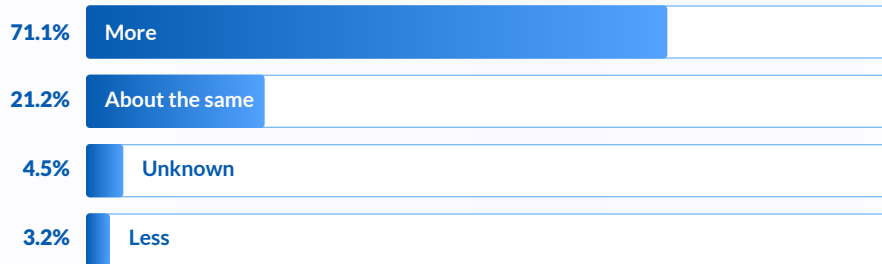 71.1% More
21.2% About the same
4.5% Unknown
3.2% Less